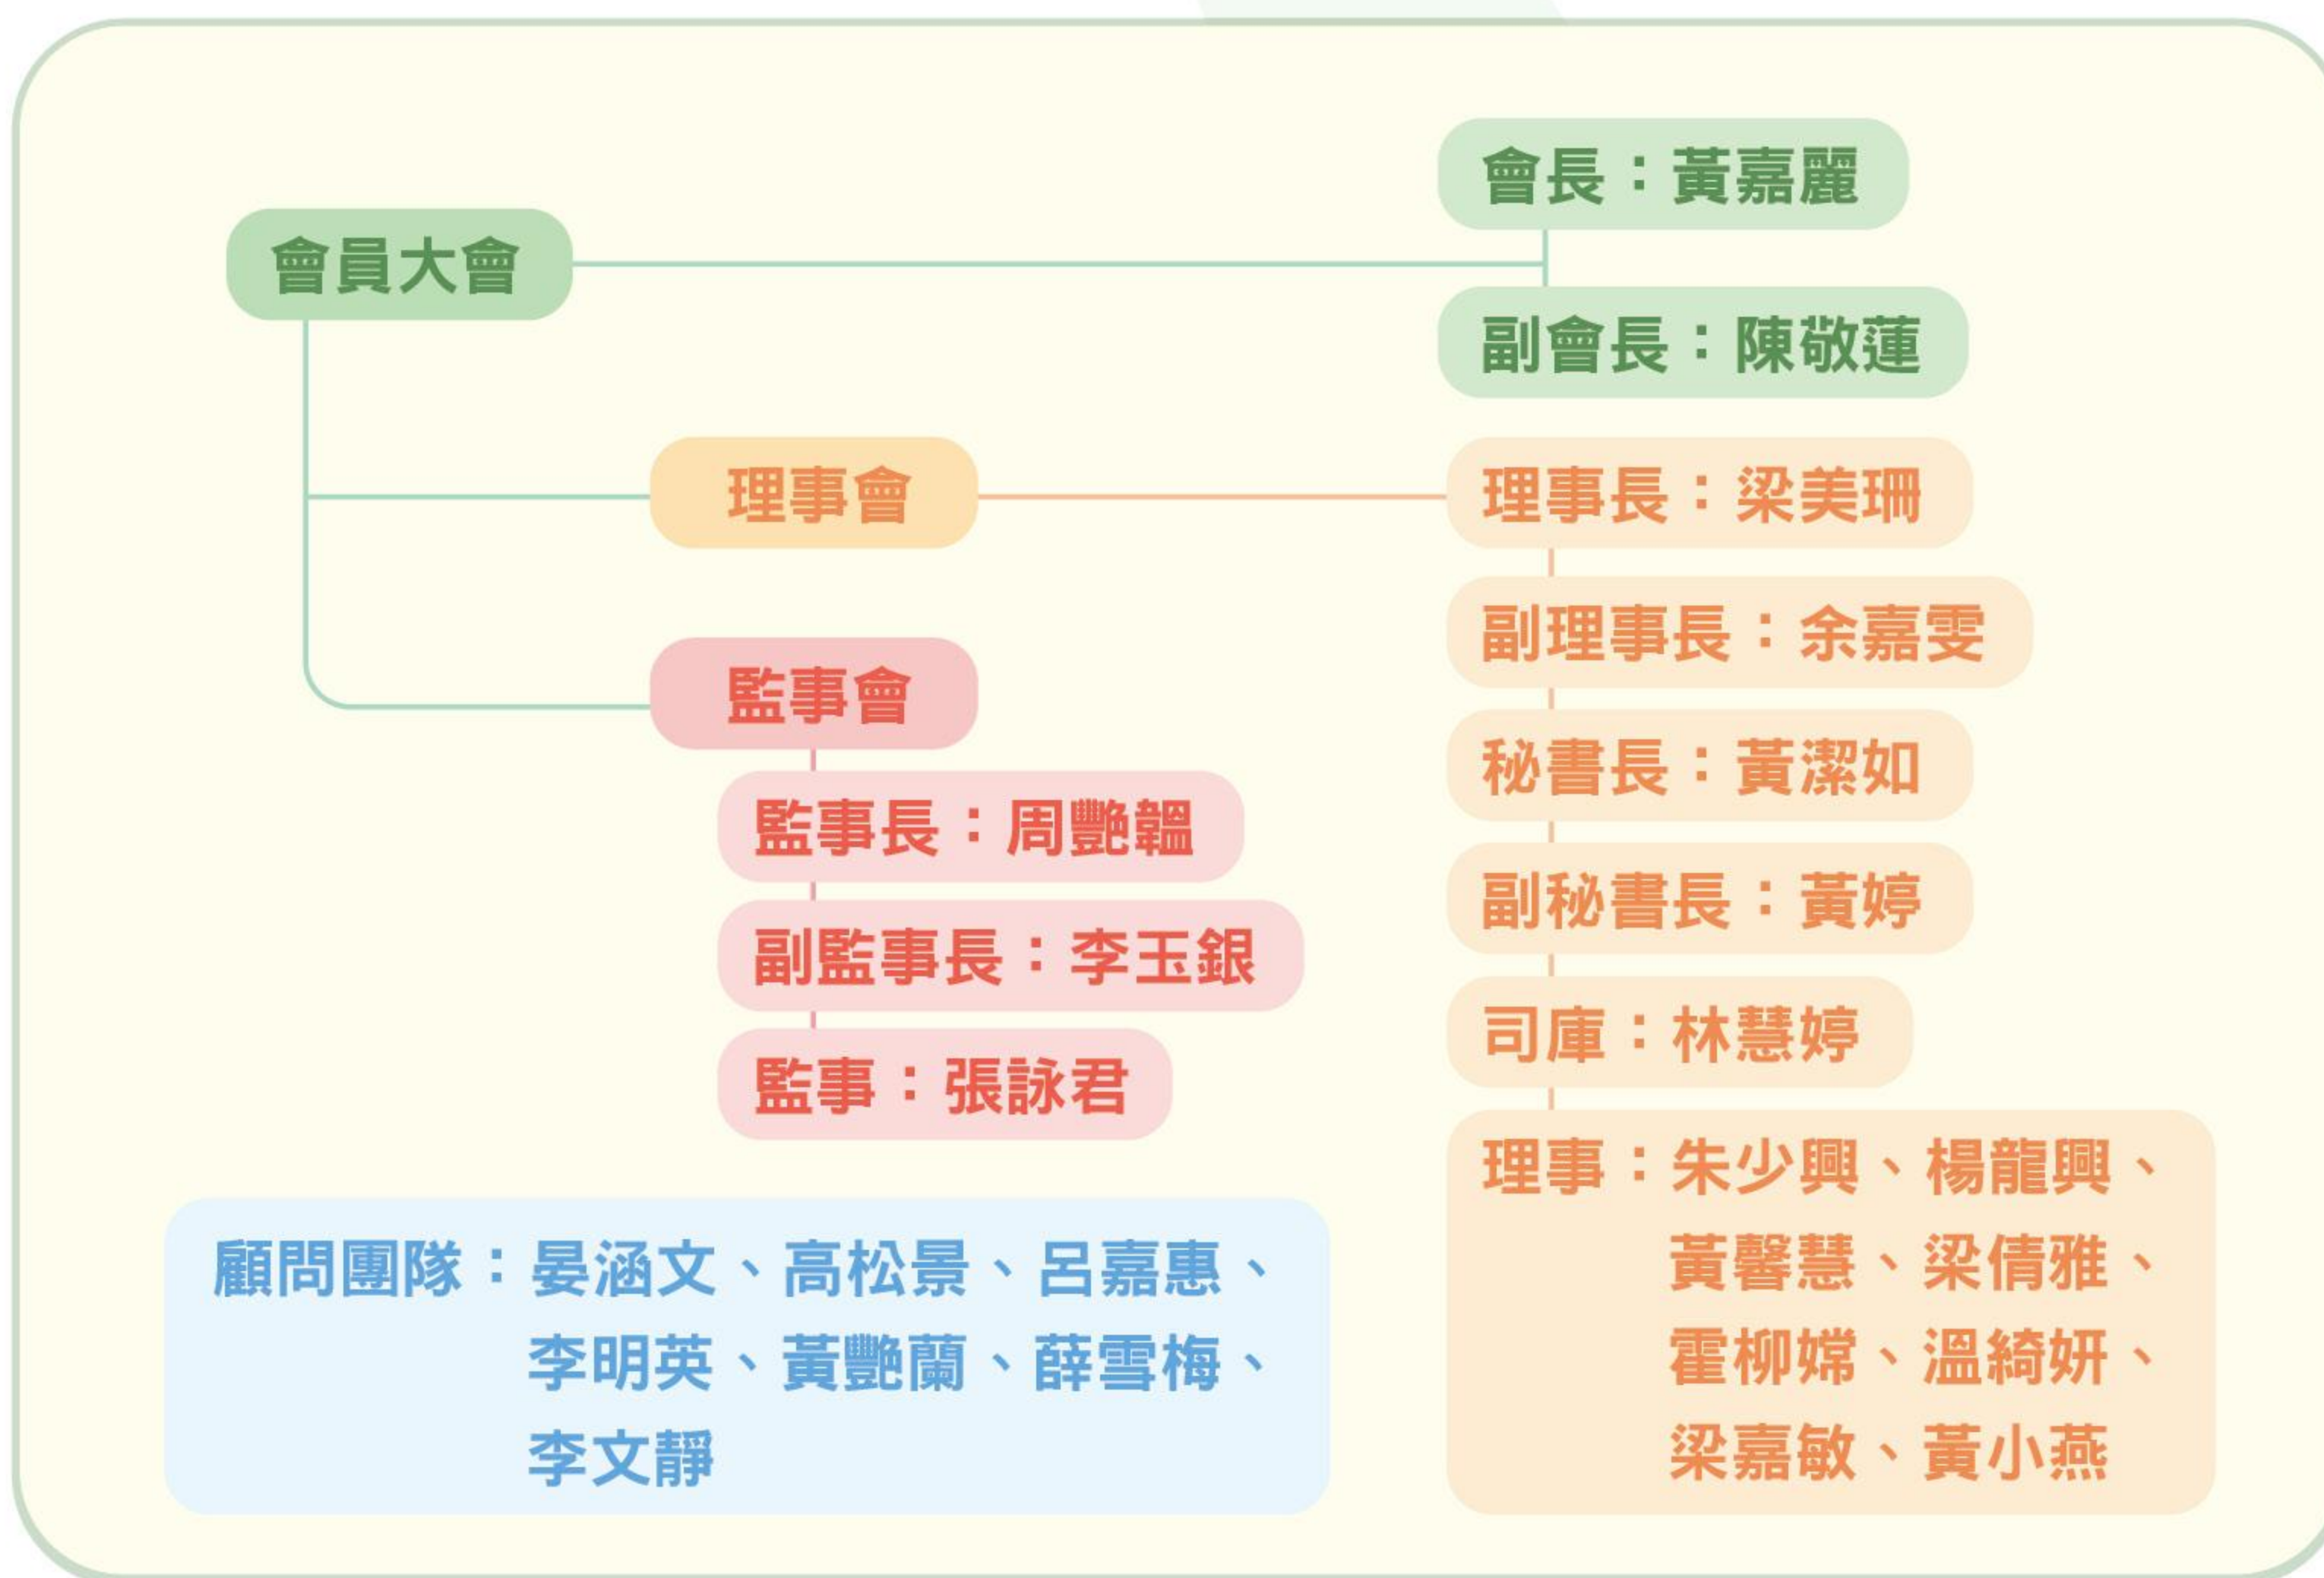 會長：黃嘉麗
會員大會
副會長：陳敬蓮
理事會
理事長：梁美珊
副理事長：余嘉雯
秘書長：黃潔如
副秘書長：黃婷
司庫：林慧婷
理事：朱少興、楊龍興、
黃馨慧、梁倩雅、
霍柳嫦、溫綺妍、
梁嘉敏、黃小燕
監事會
監事長：周艷韞
副監事長：李玉銀
監事：張詠君
顧問團隊：晏涵文、高松景、呂嘉惠、
李明英、黃艷蘭、薛雪梅、
李文靜